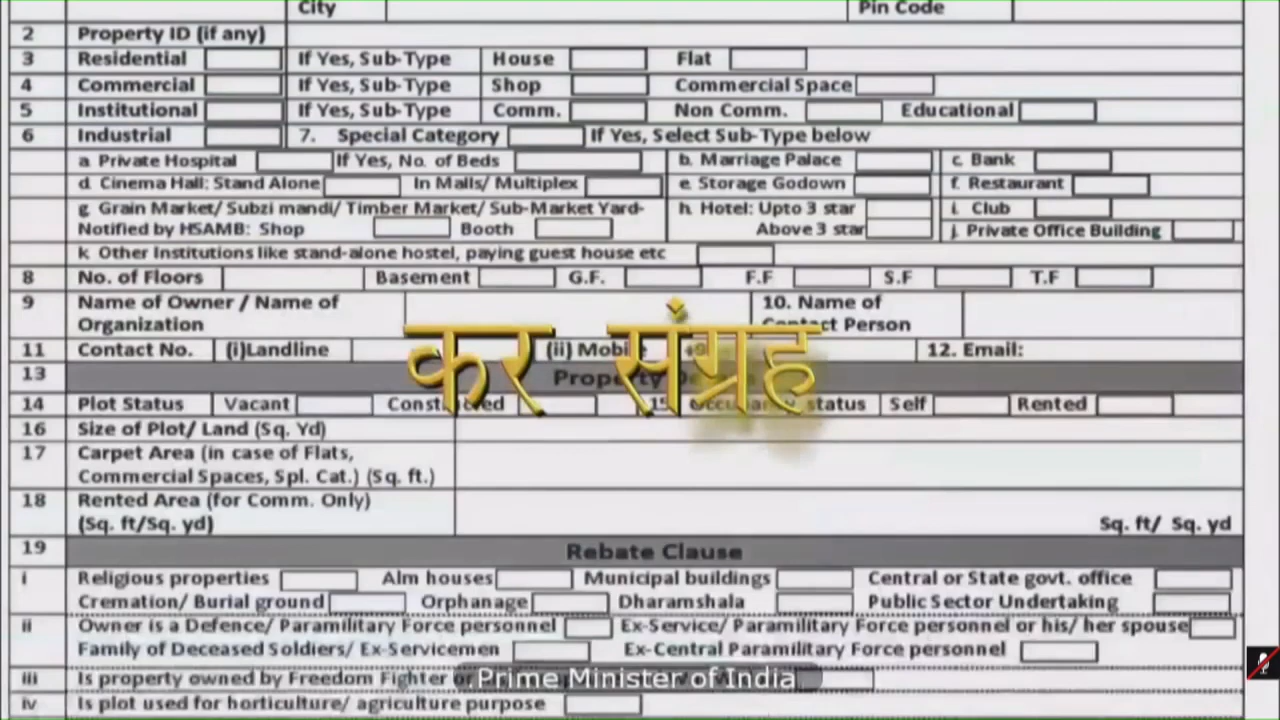 City Pin Code
2 Property ID (if any)
3 Residential If Yes, Sub-Type House Flat
4 Commercial If Yes, Sub-Type Shop Commercial Space
5 Institutional If Yes, Sub-Type Comm. Non Comm. Educational
6 Industrial 7. Special Category If Yes, Select Sub-Type below
a. Private Hospital If Yes, No. of Beds b. Marriage Palace c. Bank
d. Cinema Hall: Stand Alone In Malls/ Multiplex e. Storage Godown f. Restaurant
g. Grain Market/ Subzi mandi/ Timber Market/ Sub-Market Yard- h. Hotel: Upto 3 star i. Club
Notified by HSAMB: Shop Booth Above 3 star j. Private Office Building
k. Other Institutions like stand-alone hostel, paying guest house etc
8 No. of Floors Basement G.F. F.F S.F T.F
9 Name of Owner / Name of 10. Name of
Organization Contact Person
कर संग्रह
11 Contact No. (i)Landline (ii) Mobile 12. Email:
13 Property
14 Plot Status Vacant Constructed 15 Occupancy status Self Rented
16 Size of Plot/ Land (Sq. Yd)
17 Carpet Area (in case of Flats,
Commercial Spaces, Spl. Cat.) (Sq. ft.)
18 Rented Area (for Comm. Only)
(Sq. ft/Sq. yd) Sq. ft/ Sq. yd
19 Rebate Clause
i Religious properties Alm houses Municipal buildings Central or State govt. office
Cremation/ Burial ground Orphanage Dharamshala Public Sector Undertaking
ii Owner is a Defence/ Paramilitary Force personnel Ex-Service/ Paramilitary Force personnel or his/ her spouse
Family of Deceased Soldiers/ Ex-Servicemen Ex-Central Paramilitary Force personnel
iii Is property owned by Freedom Fighter or
Prime Minister of India
iv Is plot used for horticulture/ agriculture purpose